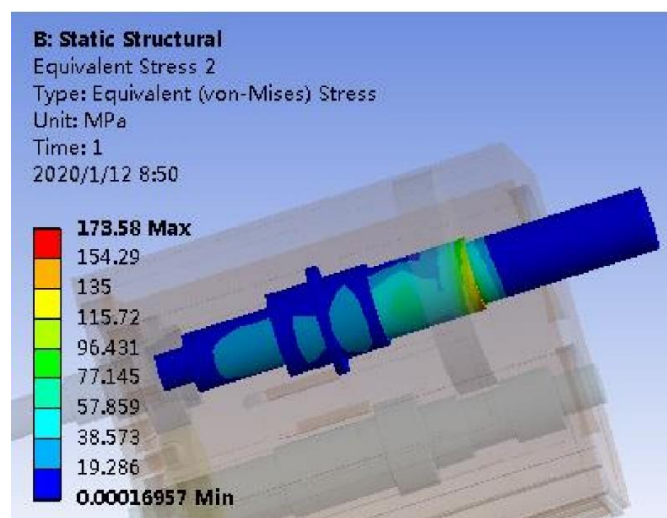 B: Static Structural
Equivalent Stress 2
Type: Equivalent (von-Mises) Stress
Unit: MPa
Time: 1
2020/1/12 8:50
173.58 Max
154.29
135
115.72
96.431
77.145
57.859
38.573
19.286
0.00016957 Min